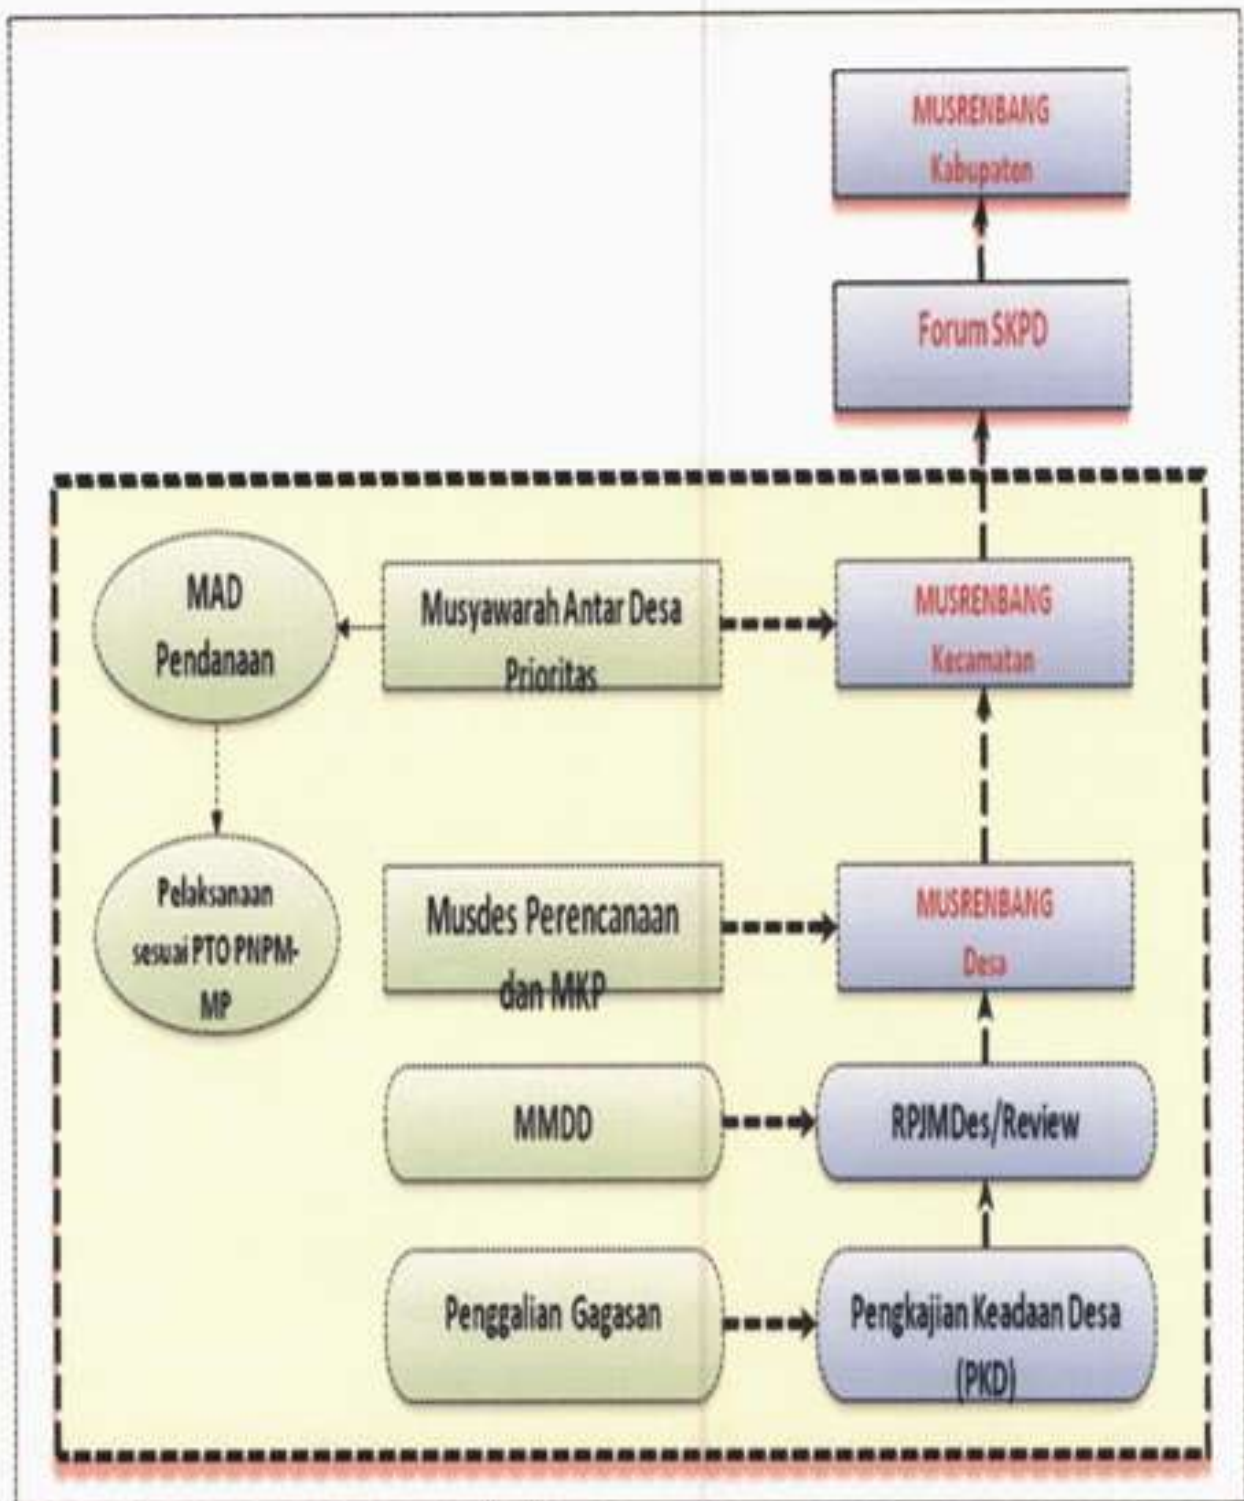 MUSRENBANG
Kabupaten
Forum SKPD
MAD
Pendanaan
Musyawarah Antar Desa
Prioritas
MUSRENBANG
Kecamatan
Pelaksanaan
sesuai PTO PNPM-
MP
Musdes Perencanaan
dan MKP
MUSRENBANG
Desa
MMDD
RPJMDes/Review
Penggalian Gagasan
Pengkajian Keadaan Desa
(PKD)